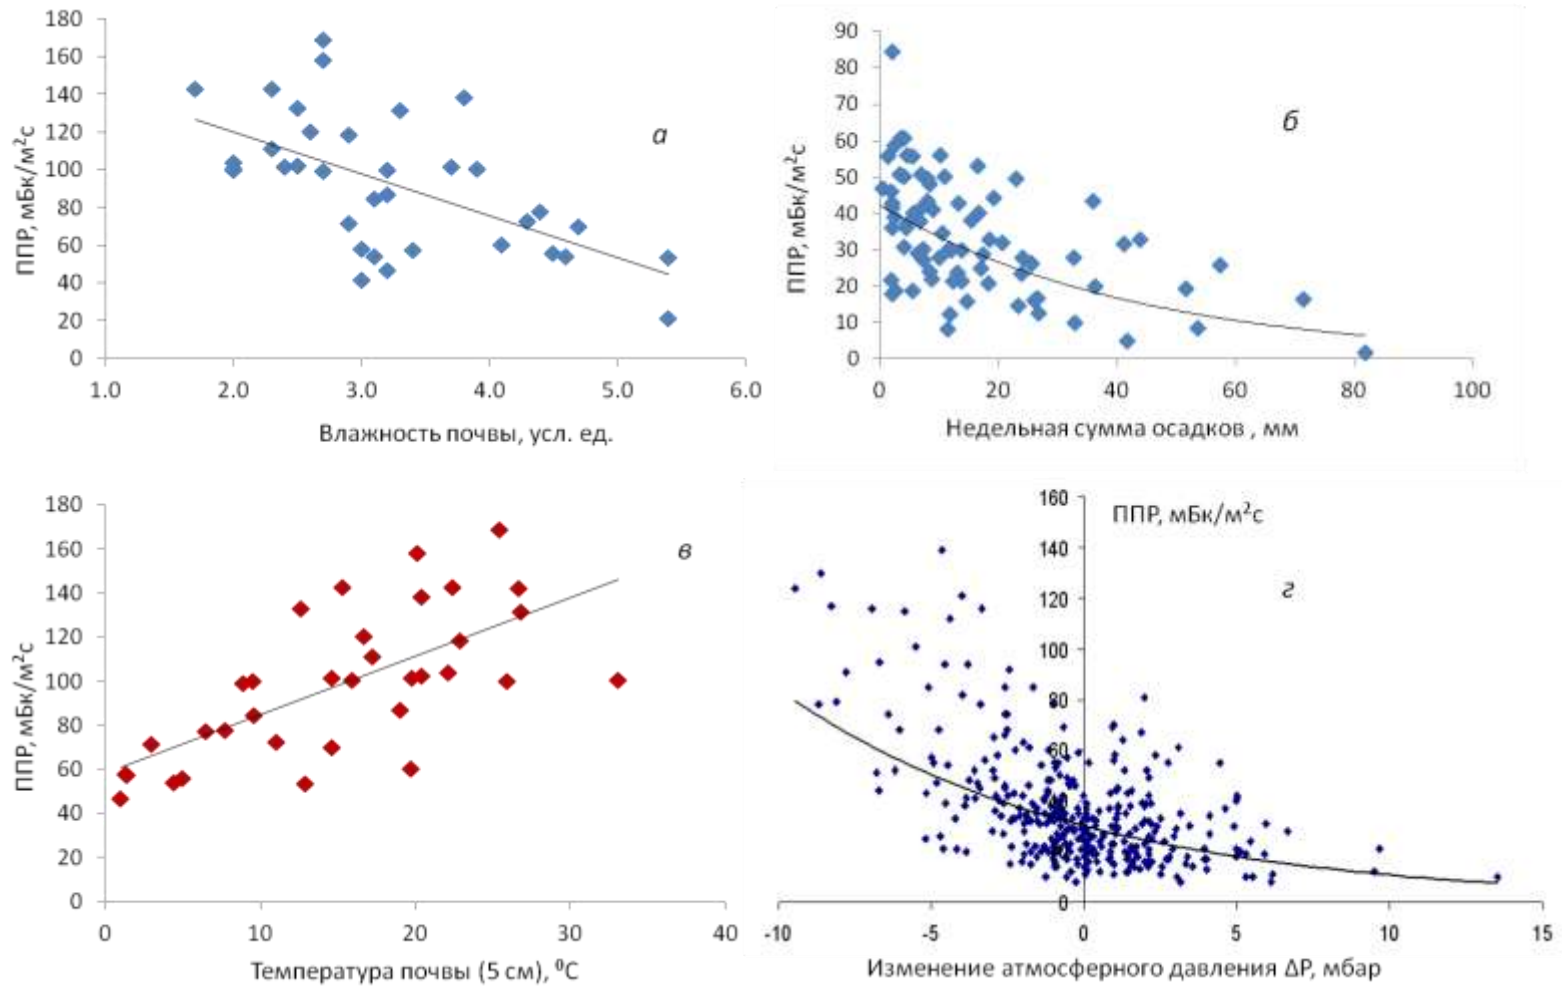 180
160
140
120
100
80
60
40
20
0
1.0 2.0 3.0 4.0 5.0 6.0
ППР, мБк/м²с
а
Влажность почвы, усл. ед.
90
80
70
60
50
40
30
20
10
0
0 20 40 60 80 100
ППР, мБк/м²с
б
Недельная сумма осадков , мм
180
160
140
120
100
80
60
40
20
0
0 10 20 30 40
ППР, мБк/м²с
в
Температура почвы (5 см), ⁰С
160
140
120
100
80
60
0
-10 -5 0 5 10 15
ППР, мБк/м²с
г
Изменение атмосферного давления ΔP, мбар